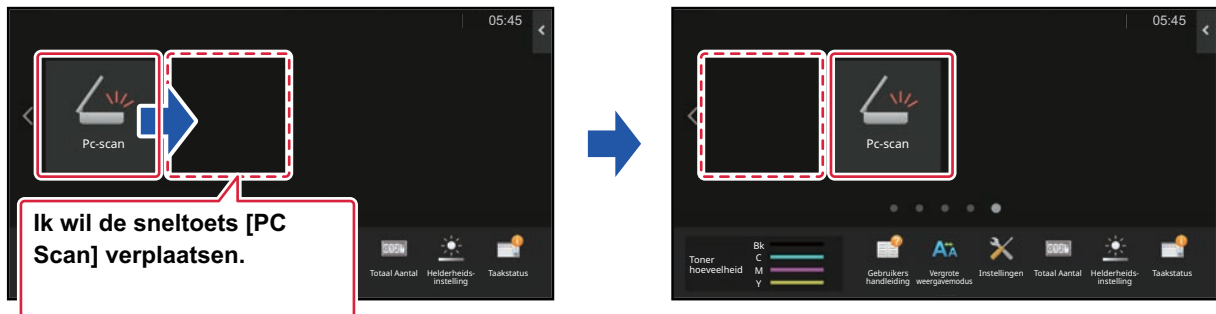 05:45
Pc-scan
Ik wil de sneltoets [PC
Scan] verplaatsen.
Totaal Aantal
Helderheids-
instelling
Taakstatus
05:45
Pc-scan
Toner
hoeveelheid
Bk
C
M
Y
Gebruikers
handleiding
Vergrote
weergavemodus
Instellingen
Totaal Aantal
Helderheids-
instelling
Taakstatus